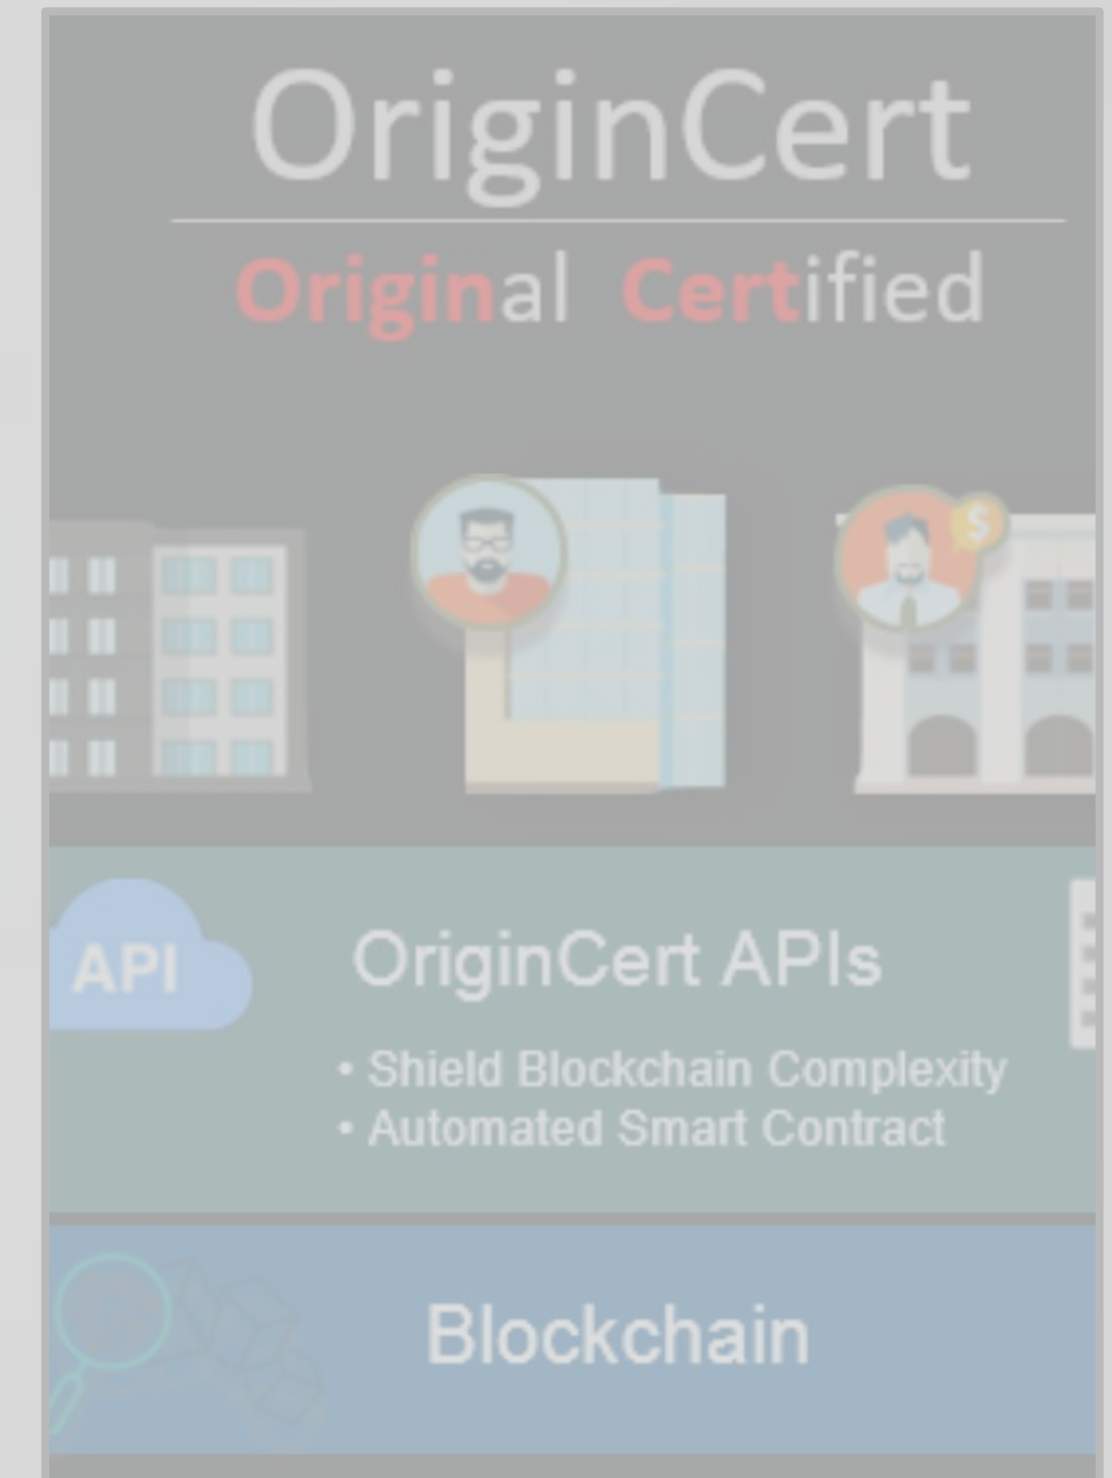 OriginCert
Original Certified
$
API
OriginCert APIs
• Shield Blockchain Complexity
• Automated Smart Contract
Blockchain